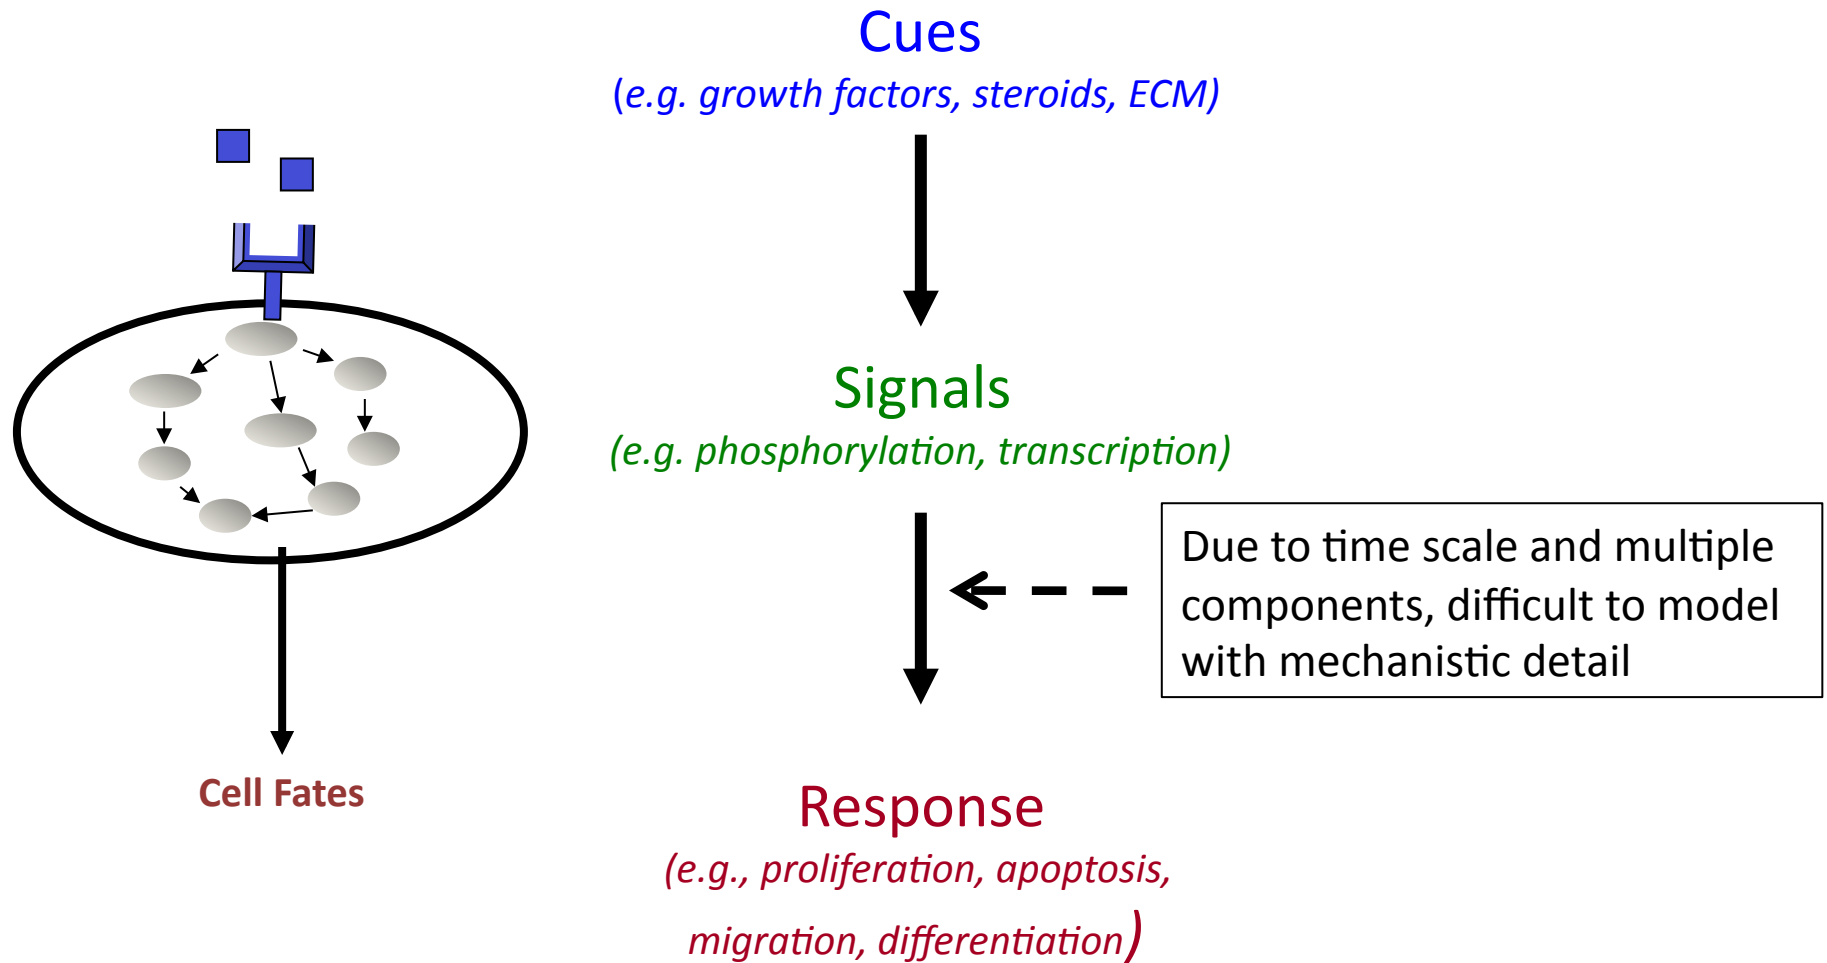 Cues
(e.g. growth factors, steroids, ECM)
Signals
(e.g. phosphorylation, transcription)
Due to time scale and multiple
components, difficult to model
with mechanistic detail
Cell Fates
Response
(e.g., proliferation, apoptosis,
migration, differentiation)